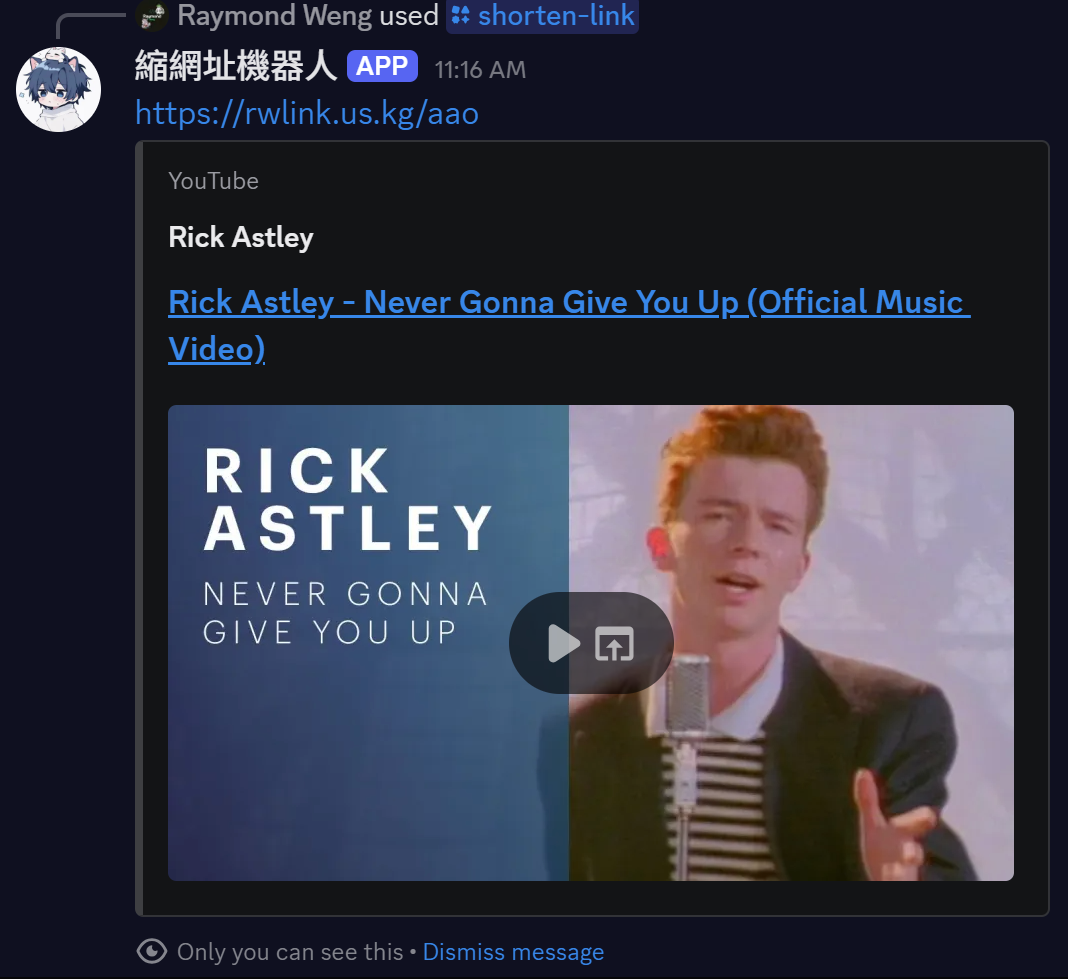 Raymond Weng used shorten-link
縮網址機器人 APP 11:16 AM
https://rwlink.us.kg/aao
YouTube
Rick Astley
Rick Astley - Never Gonna Give You Up (Official Music
Video)
RICK
ASTLEY
NEVER GONNA
GIVE YOU UP
Only you can see this • Dismiss message